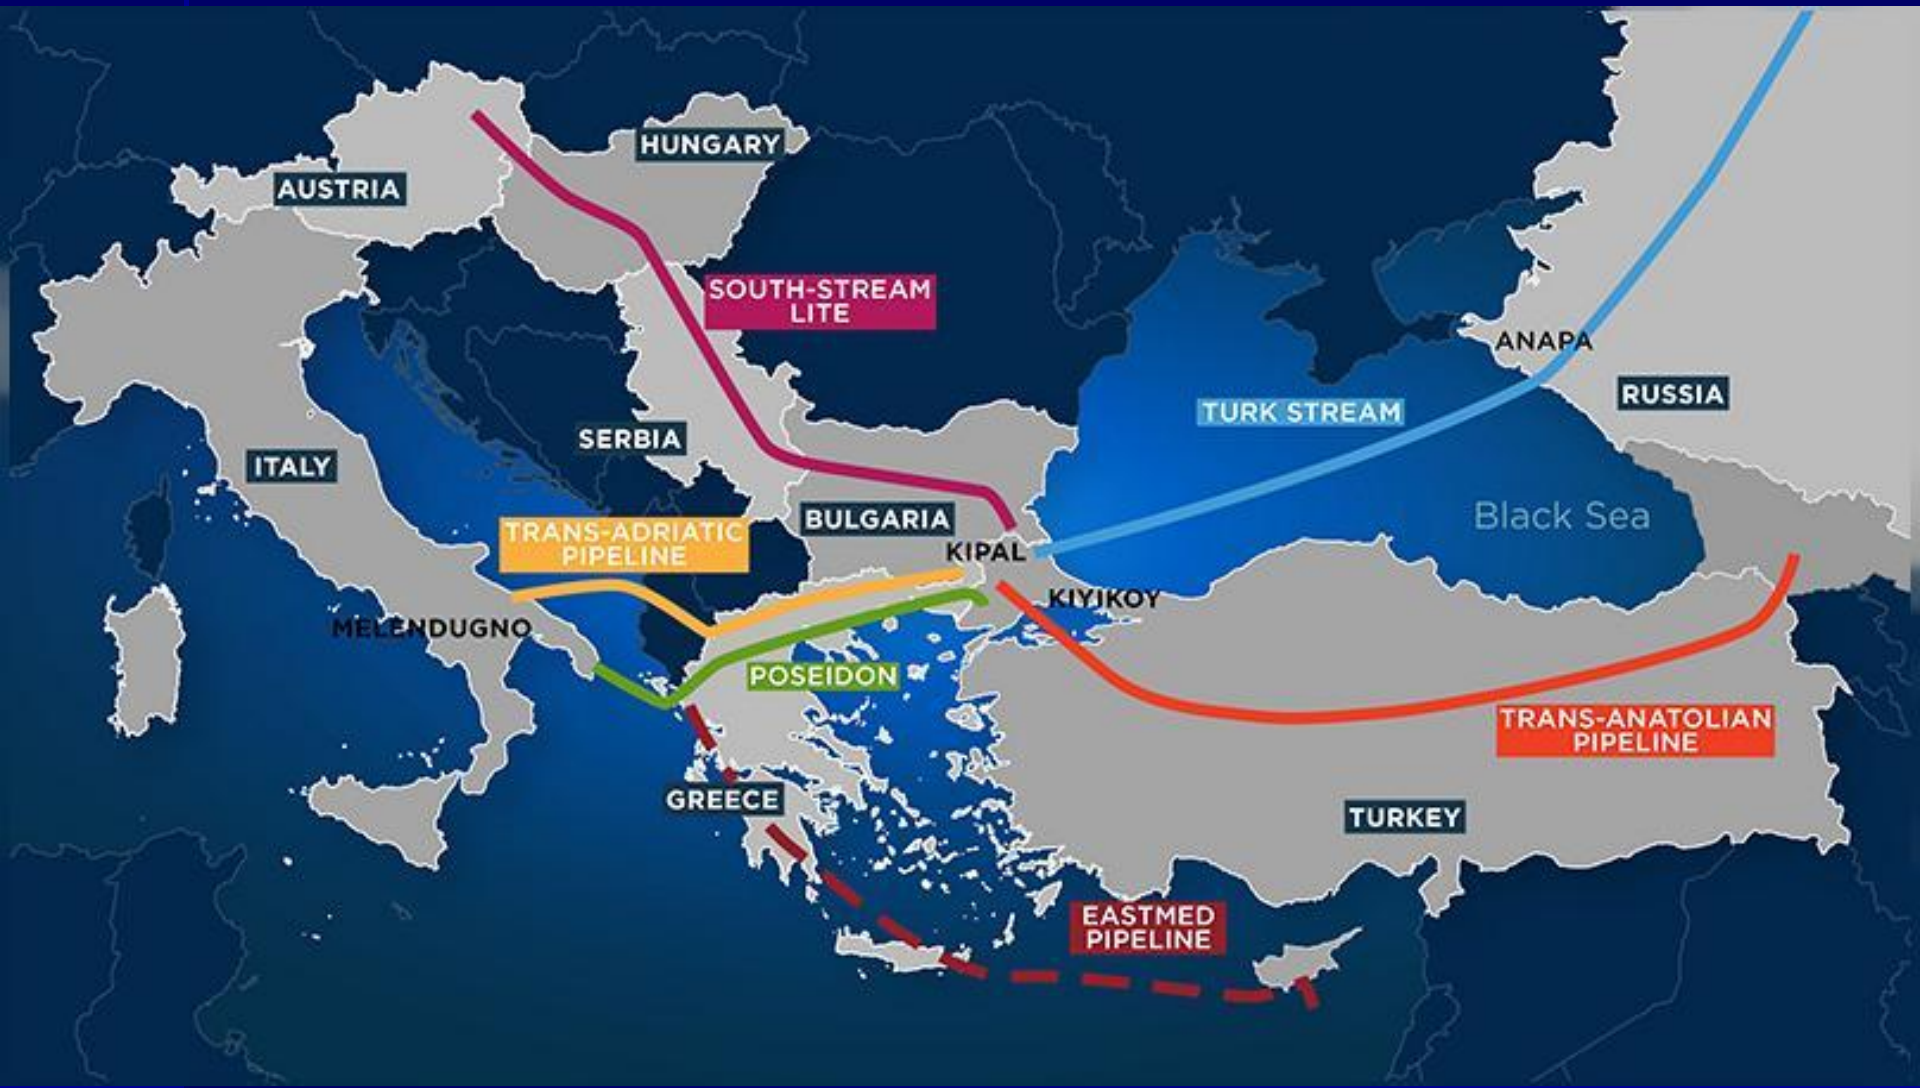 HUNGARY
AUSTRIA
SOUTH-STREAM
LITE
ANAPA
RUSSIA
TURK STREAM
SERBIA
ITALY
Black Sea
BULGARIA
TRANS-ADRIATIC
PIPELINE
KIPAL
KIYIKOY
MELENDUGNO
POSEIDON
TRANS-ANATOLIAN
PIPELINE
GREECE
TURKEY
EASTMED
PIPELINE